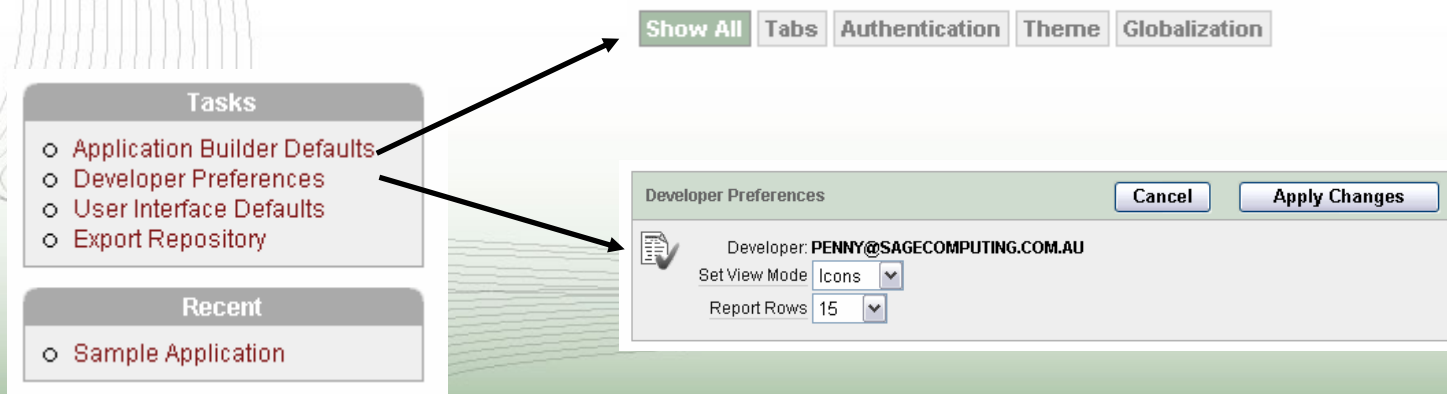 Show All Tabs Authentication Theme Globalization
Tasks
Application Builder Defaults
Developer Preferences
User Interface Defaults
Export Repository
Recent
Sample Application
Developer Preferences Cancel Apply Changes
Developer: PENNY@SAGECOMPUTING.COM.AU
Set View Mode Icons
Report Rows 15